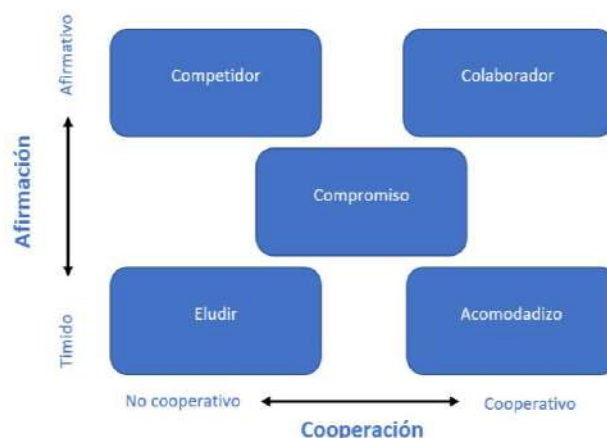 Afirmativo
Competidor
Colaborador
Afirmación
Compromiso
Tímido
Eludir
Acomodadizo
No cooperativo
Cooperativo
Cooperación